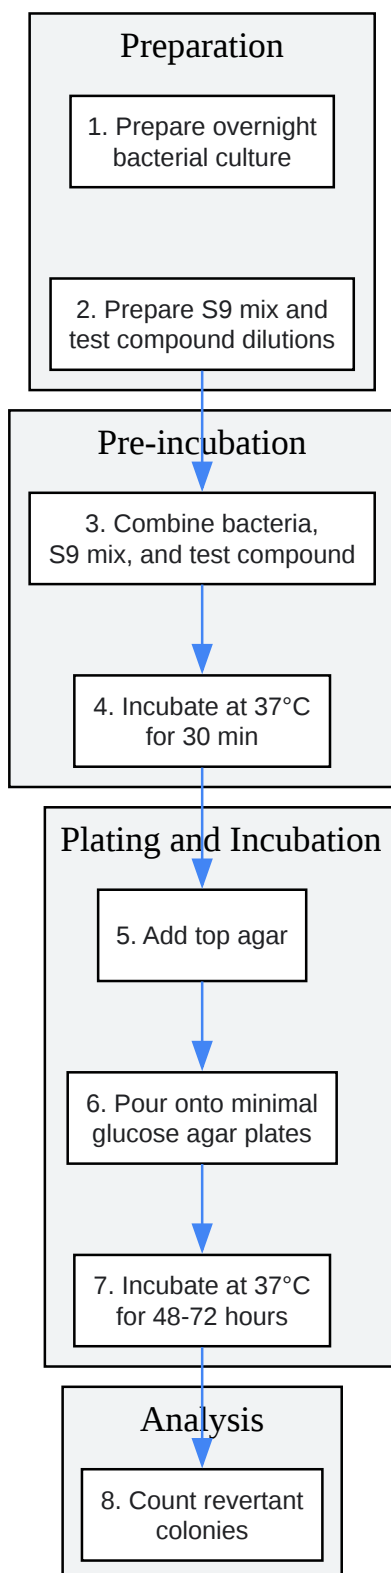 Preparation
1. Prepare overnight
bacterial culture
2. Prepare S9 mix and
test compound dilutions
Pre-incubation
3. Combine bacteria,
S9 mix, and test compound
4. Incubate at 37°C
for 30 min
Plating and Incubation
5. Add top agar
6. Pour onto minimal
glucose agar plates
7. Incubate at 37°C
for 48-72 hours
Analysis
8. Count revertant
colonies